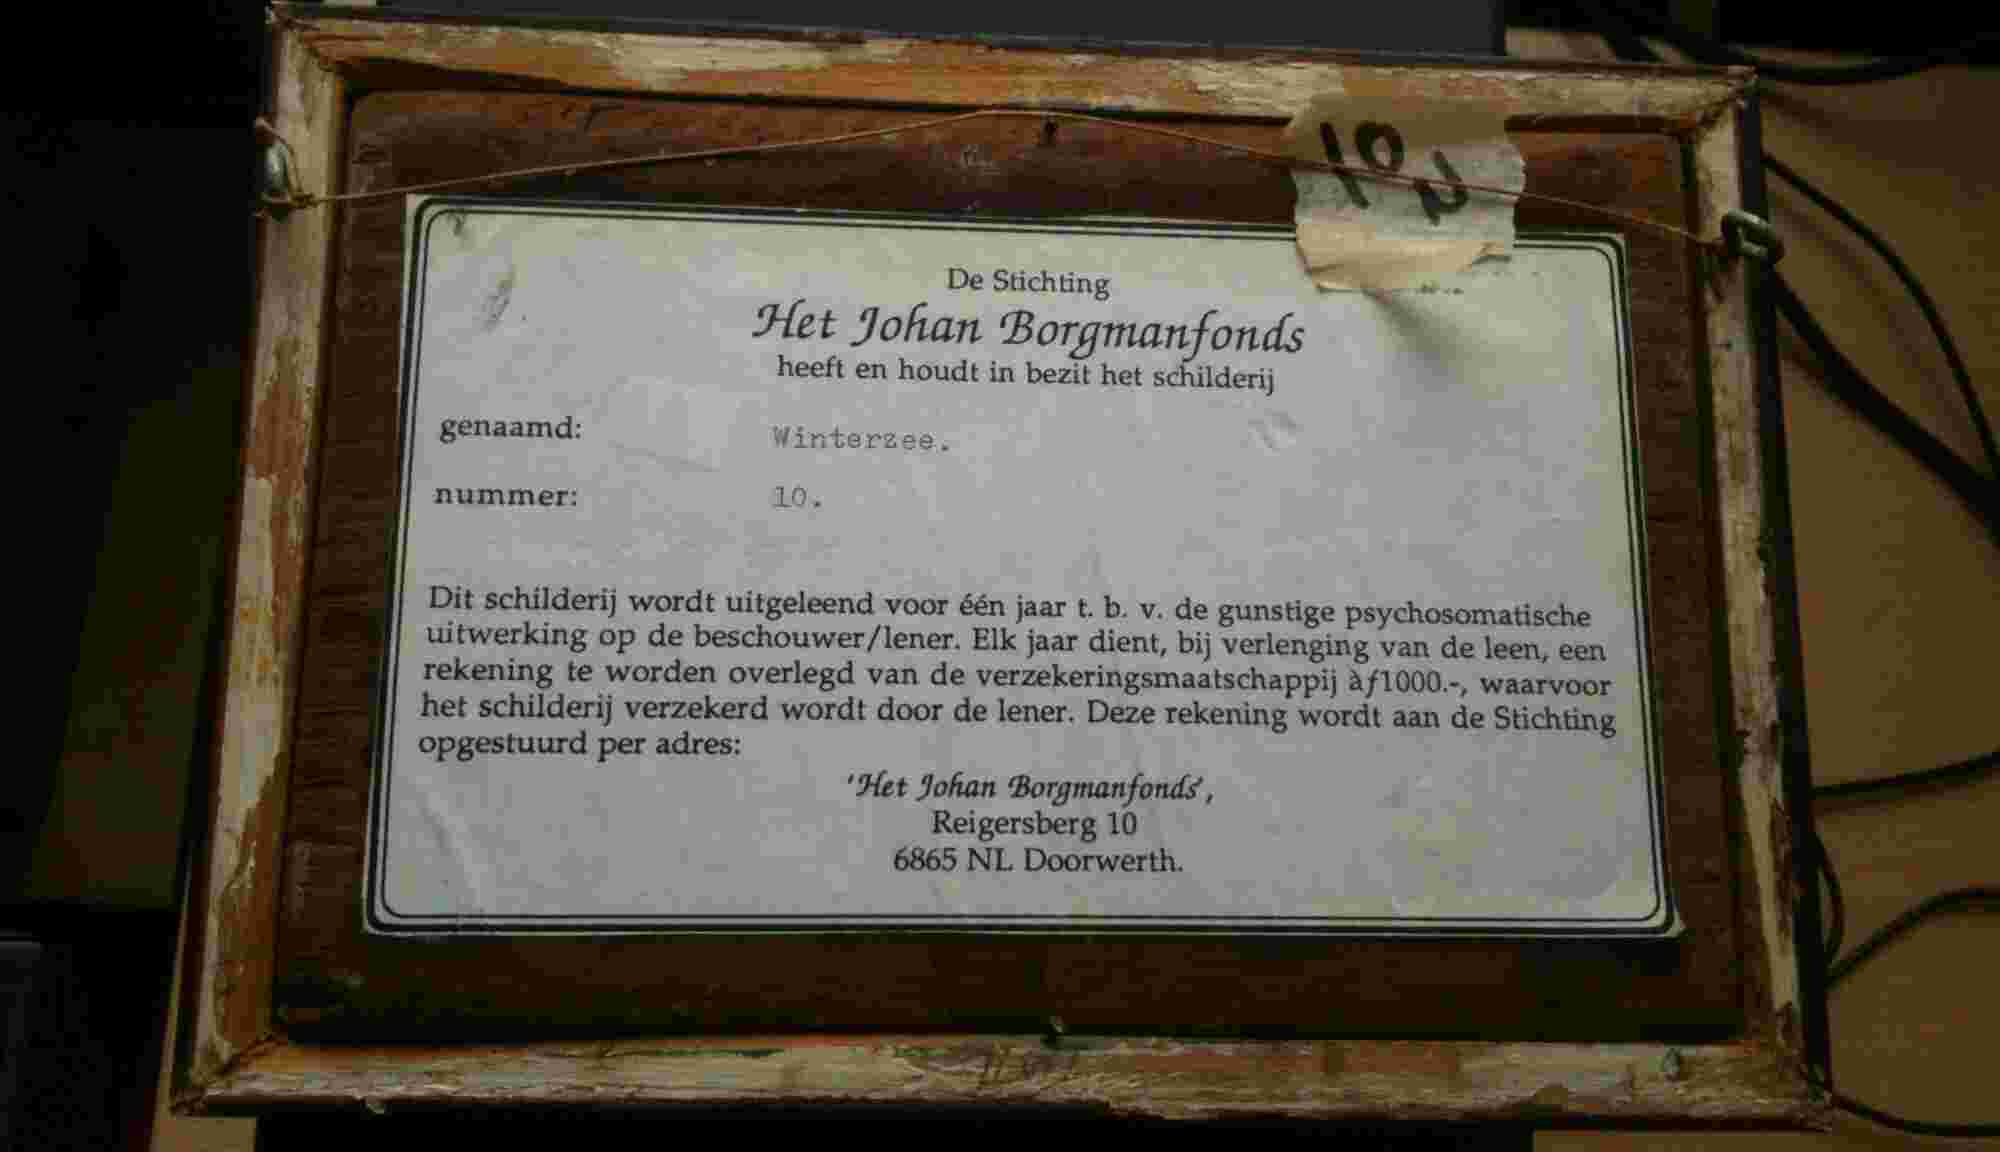 De Stichting
Het Johan Borgmanfonds
heeft en houdt in bezit het schilderij
genaamd: Winterzee.
nummer: 10.
Dit schilderij wordt uitgeleend voor één jaar t. b. v. de gunstige psychosomatische
uitwerking op de beschouwer/lener. Elk jaar dient, bij verlenging van de leen, een
rekening te worden overlegd van de verzekeringsmaatschappij à ƒ1000.-, waarvoor
het schilderij verzekerd wordt door de lener. Deze rekening wordt aan de Stichting
opgestuurd per adres:
'Het Johan Borgmanfonds',
Reigersberg 10
6865 NL Doorwerth.